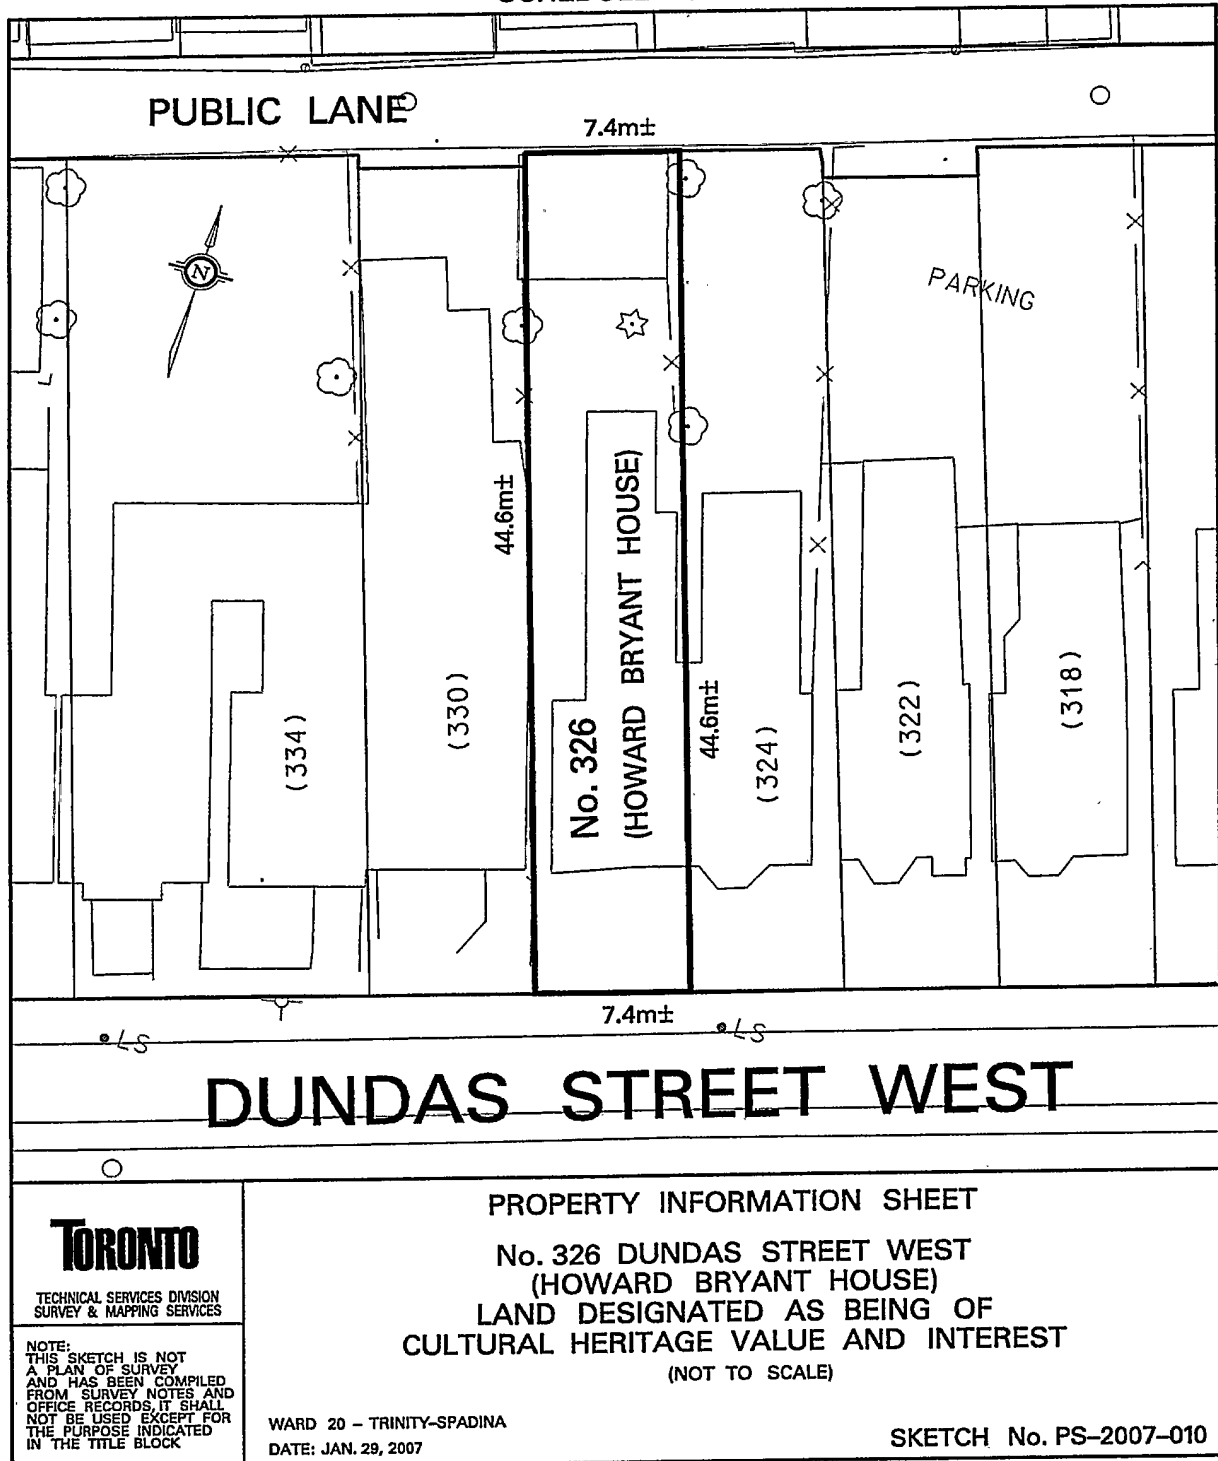 PUBLIC LANE
7.4m±
N
PARKING
44.6m±
No. 326
(HOWARD BRYANT HOUSE)
44.6m±
(334)
(330)
(324)
(322)
(318)
7.4m±
LS
LS
DUNDAS STREET WEST
TORONTO
TECHNICAL SERVICES DIVISION
SURVEY & MAPPING SERVICES
NOTE:
THIS SKETCH IS NOT
A PLAN OF SURVEY
AND HAS BEEN COMPILED
FROM SURVEY NOTES AND
OFFICE RECORDS, IT SHALL
NOT BE USED EXCEPT FOR
THE PURPOSE INDICATED
IN THE TITLE BLOCK
PROPERTY INFORMATION SHEET
No. 326 DUNDAS STREET WEST
(HOWARD BRYANT HOUSE)
LAND DESIGNATED AS BEING OF
CULTURAL HERITAGE VALUE AND INTEREST
(NOT TO SCALE)
WARD 20 – TRINITY–SPADINA
DATE: JAN. 29, 2007
SKETCH No. PS–2007–010